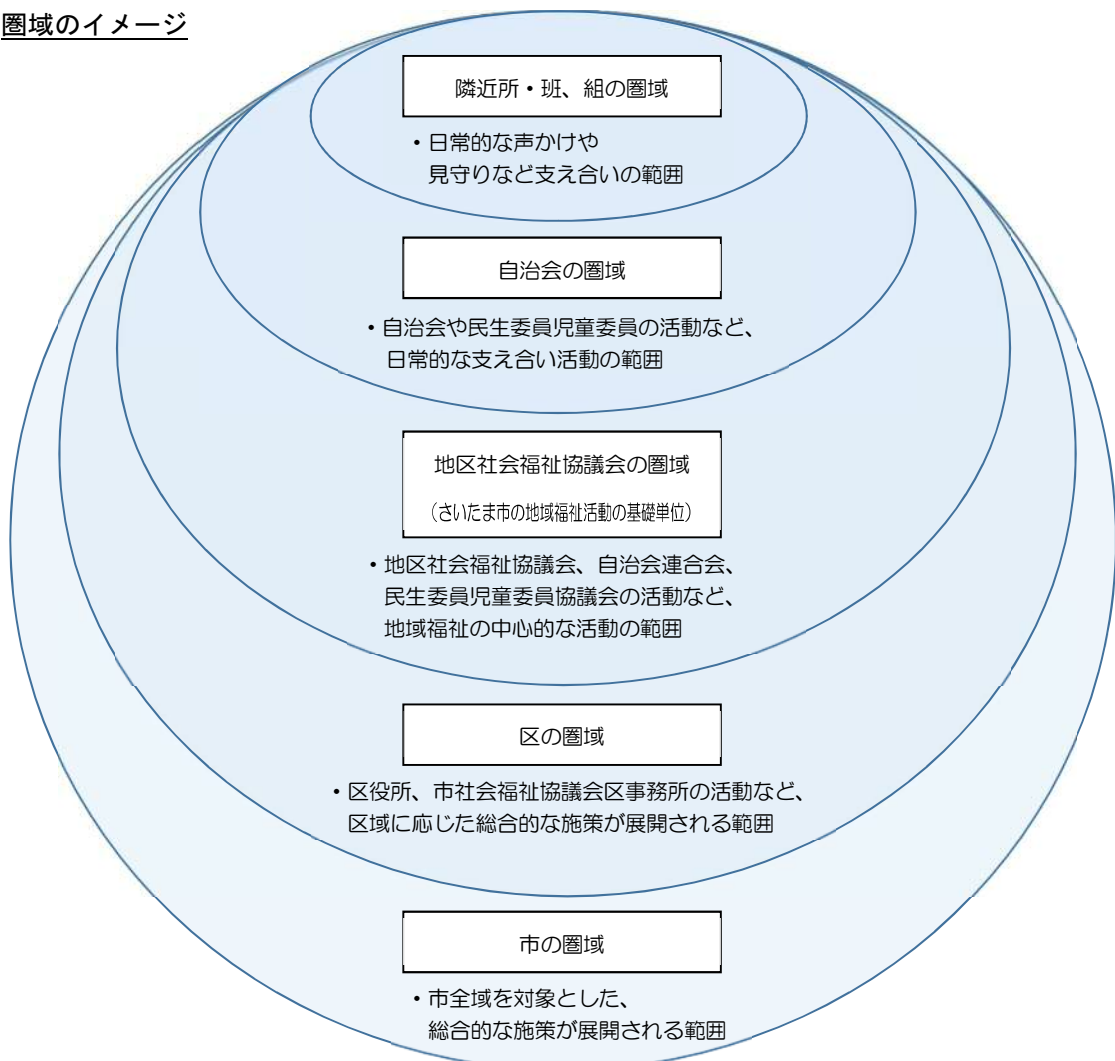 圏域のイメージ
隣近所・班、組の圏域
・日常的な声かけや
見守りなど支え合いの範囲
自治会の圏域
・自治会や民生委員児童委員の活動など、
日常的な支え合い活動の範囲
地区社会福祉協議会の圏域
（さいたま市の地域福祉活動の基礎単位）
・地区社会福祉協議会、自治会連合会、
民生委員児童委員協議会の活動など、
地域福祉の中心的な活動の範囲
区の圏域
・区役所、市社会福祉協議会区事務所の活動など、
区域に応じた総合的な施策が展開される範囲
市の圏域
・市全域を対象とした、
総合的な施策が展開される範囲